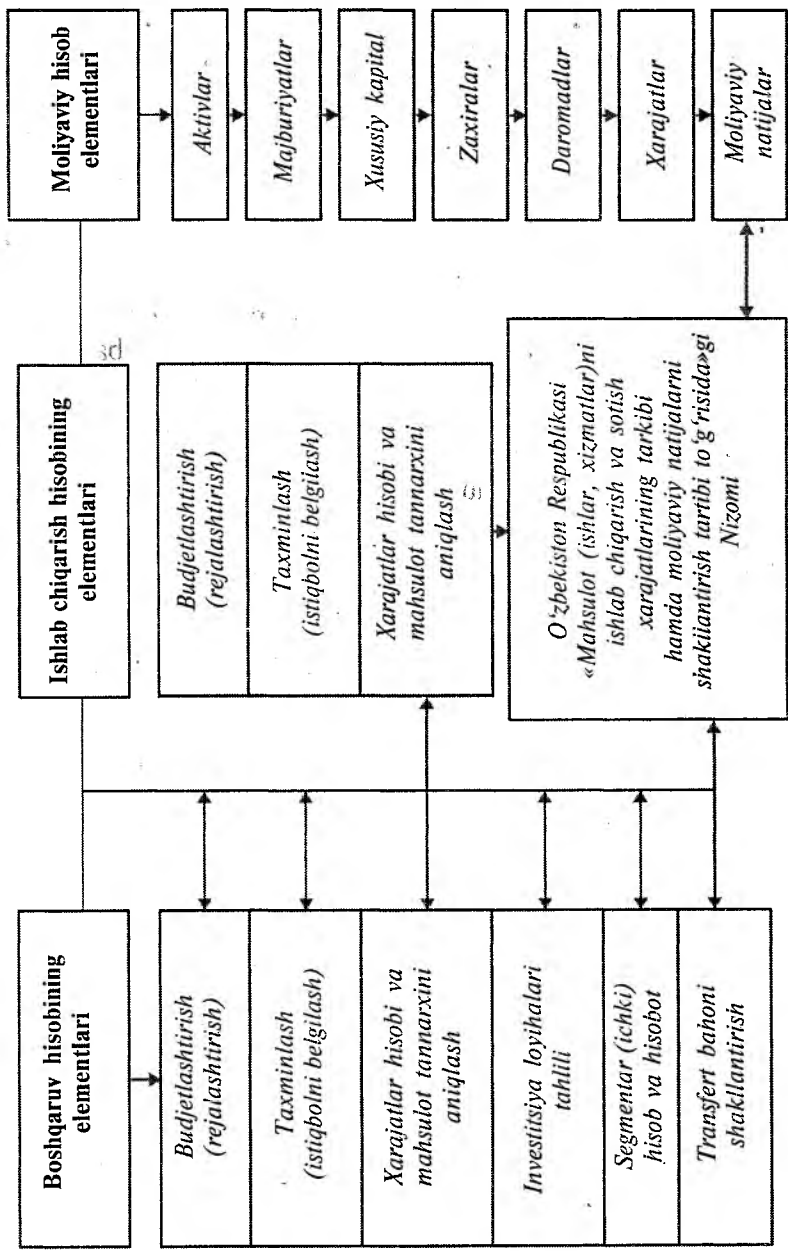 Boshqaruv hisobining
elementlari
Budjetlashtirish
(rejalashtirish)
Taxminlash
(istiqbolni belgilash)
Xarajatlar hisobi va
mahsulot tannarxini
aniqlash
Investitsiya loyihalari
tahlili
Segmentar (ichki)
hisob va hisobot
Transfert bahoni
shakllantirish
Ishlab chiqarish hisobining
elementlari
Budjetlashtirish
(rejalashtirish)
Taxminlash
(istiqbolni belgilash)
Xarajatlar hisobi va
mahsulot tannarxini
aniqlash
O‘zbekiston Respublikasi
«Mahsulot (ishlar, xizmatlar)ni
ishlab chiqarish va sotish
xarajatlarining tarkibi
hamda moliyaviy natijalarni
shakllantirish tartibi to‘g‘risida»gi
Nizomi
Moliyaviy hisob
elementlari
Aktivlar
Majburiyatlar
Xususiy kapital
Zaxiralar
Daromadlar
Xarajatlar
Moliyaviy
natijalar